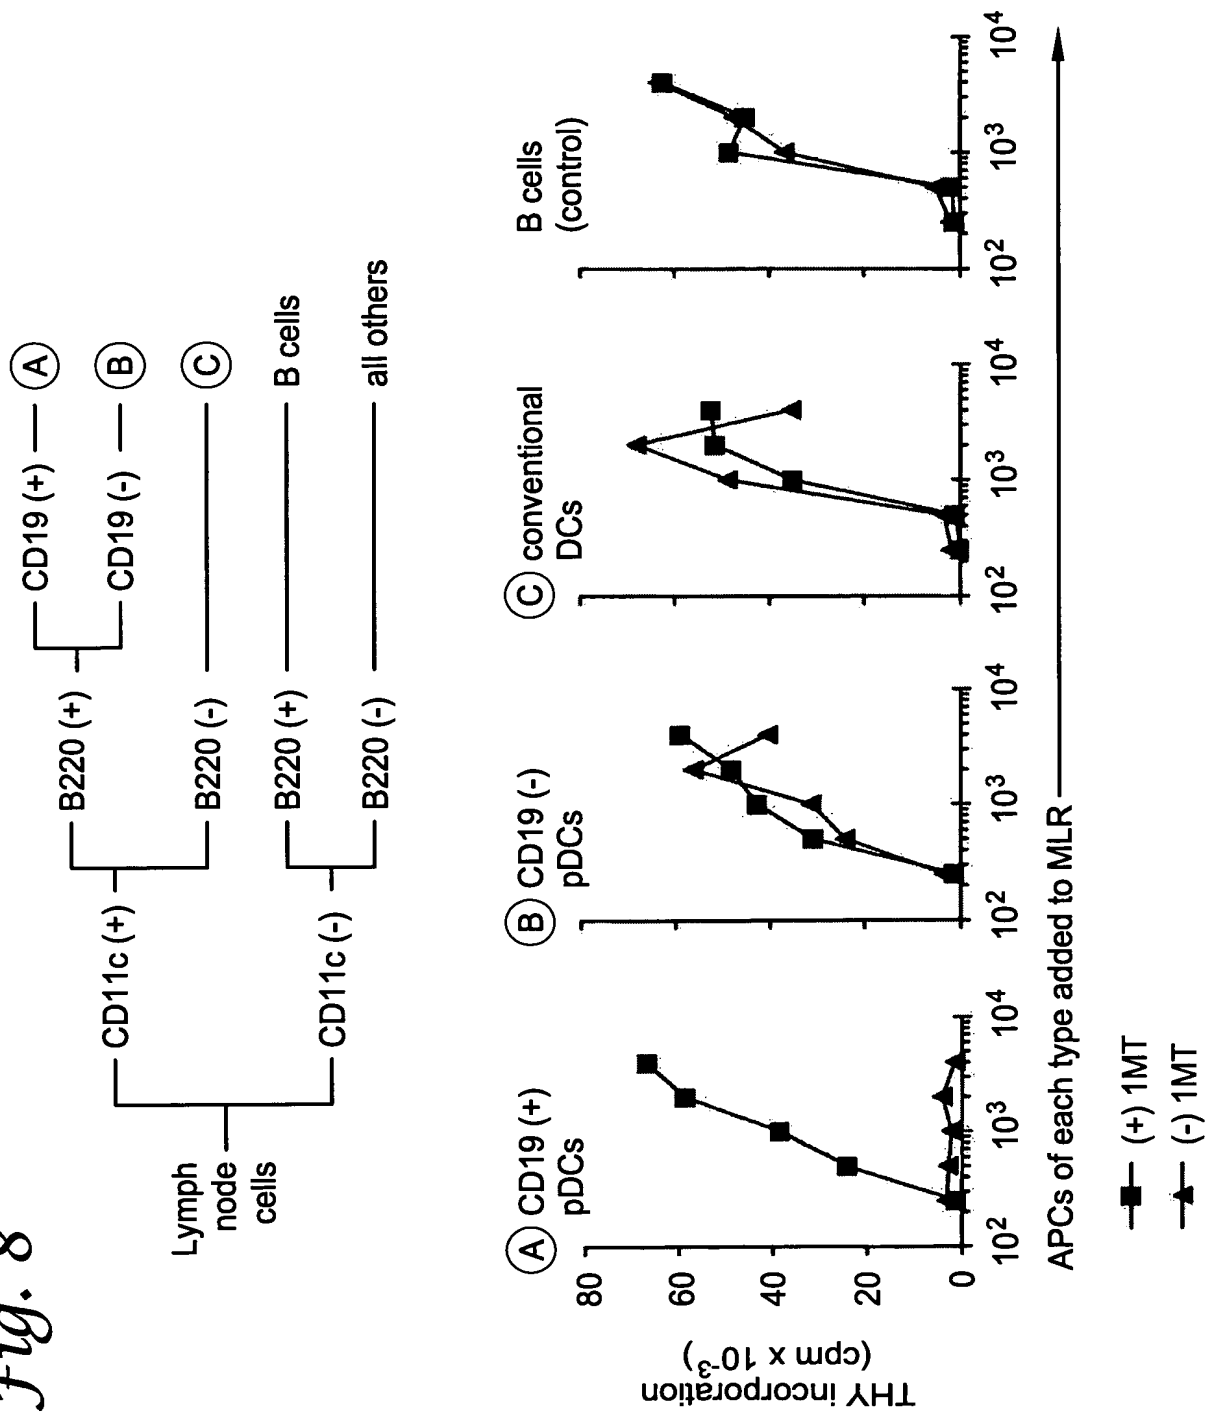 Fig. 8
Lymph
node
cells
CD11c (+)
CD11c (-)
B220 (+)
B220 (-)
B220 (+)
B220 (-)
CD19 (+)
CD19 (-)
A
B
C
B cells
all others
THY incorporation
(cpm x 10-3)
80
60
40
20
0
A CD19 (+)
pDCs
10² 10³ 10⁴
B CD19 (-)
pDCs
10² 10³ 10⁴
C conventional
DCs
10² 10³ 10⁴
B cells
(control)
10² 10³ 10⁴
APCs of each type added to MLR
(+) 1MT
(-) 1MT